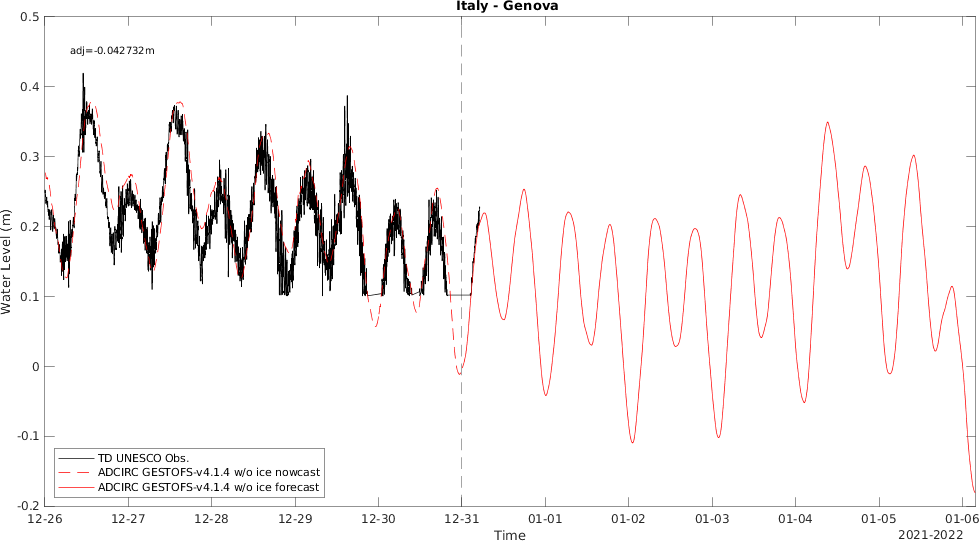 Italy - Genova
adj=-0.042732m
0.5
0.4
0.3
0.2
0.1
0
-0.1
-0.2
Water Level (m)
TD UNESCO Obs.
ADCIRC GESTOFS-v4.1.4 w/o ice nowcast
ADCIRC GESTOFS-v4.1.4 w/o ice forecast
12-26 12-27 12-28 12-29 12-30 12-31 01-01 01-02 01-03 01-04 01-05 01-06
Time
2021-2022